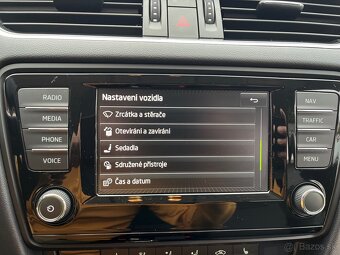 Nastavení vozidla
Zrcátka a stěrače
Otevírání a zavírání
Sedadla
Sdružené přístroje
Čas a datum
RADIO
MEDIA
PHONE
VOICE
NAV
TRAFFIC
CAR
MENU